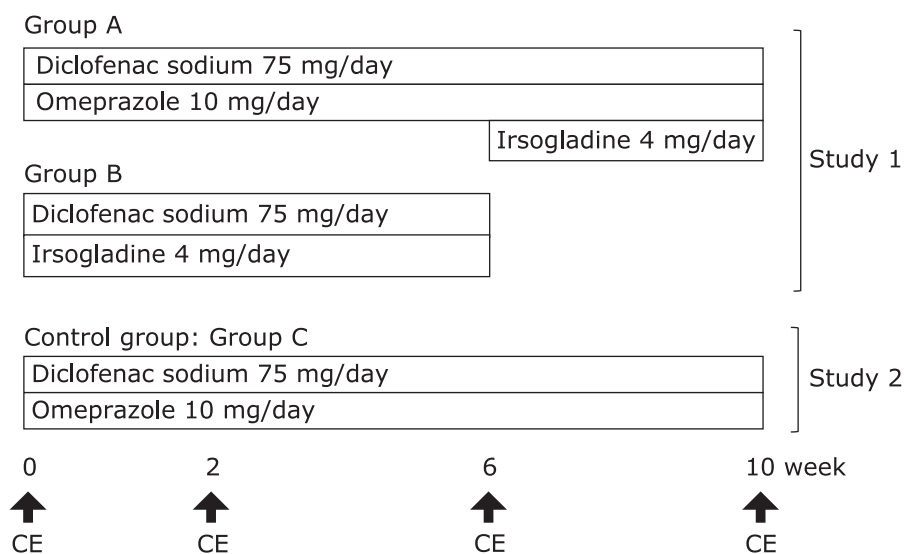 Group A
Diclofenac sodium 75 mg/day
Omeprazole 10 mg/day
Irsogladine 4 mg/day
Study 1
Group B
Diclofenac sodium 75 mg/day
Irsogladine 4 mg/day
Control group: Group C
Diclofenac sodium 75 mg/day
Study 2
Omeprazole 10 mg/day
0 2 6 10 week
CE CE CE CE